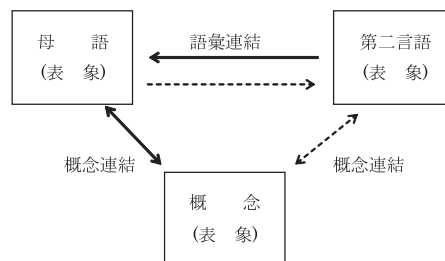 母　語
(表　象)
語彙連結
第二言語
(表　象)
概念連結
概念連結
概　念
(表　象)